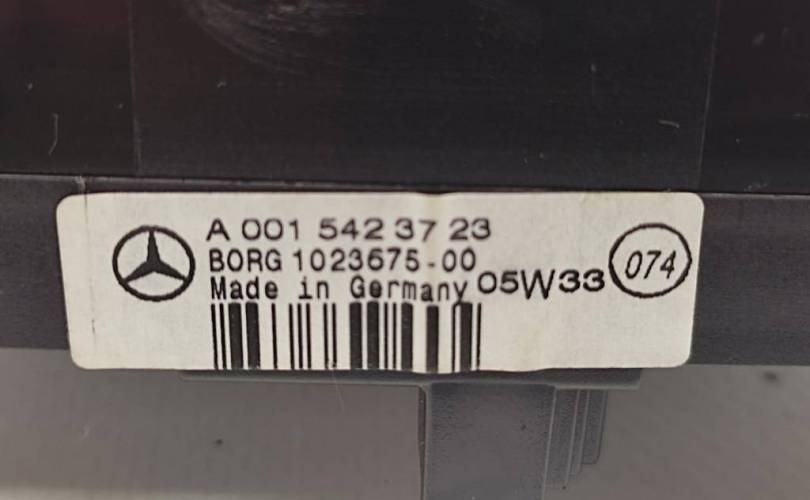 A 001 542 37 23
BORG 1023675-00
Made in Germany 05W33
074